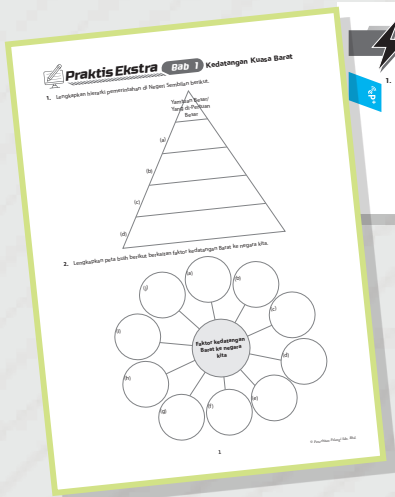 Praktis Ekstra Bab 1 Kedatangan Kuasa Barat
1. Lengkapkan hierarki pemerintahan di Negeri Sembilan berikut.
Yamtuan Besar/
Yang di-Pertuan
Besar
(a)
(b)
(c)
(d)
2. Lengkapkan peta buih berikut berkaitan faktor kedatangan Barat ke negara kita.
(a)
(b)
(c)
(d)
(e)
(f)
(g)
(h)
(i)
(j)
Faktor kedatangan
Barat ke negara
kita
1
1.